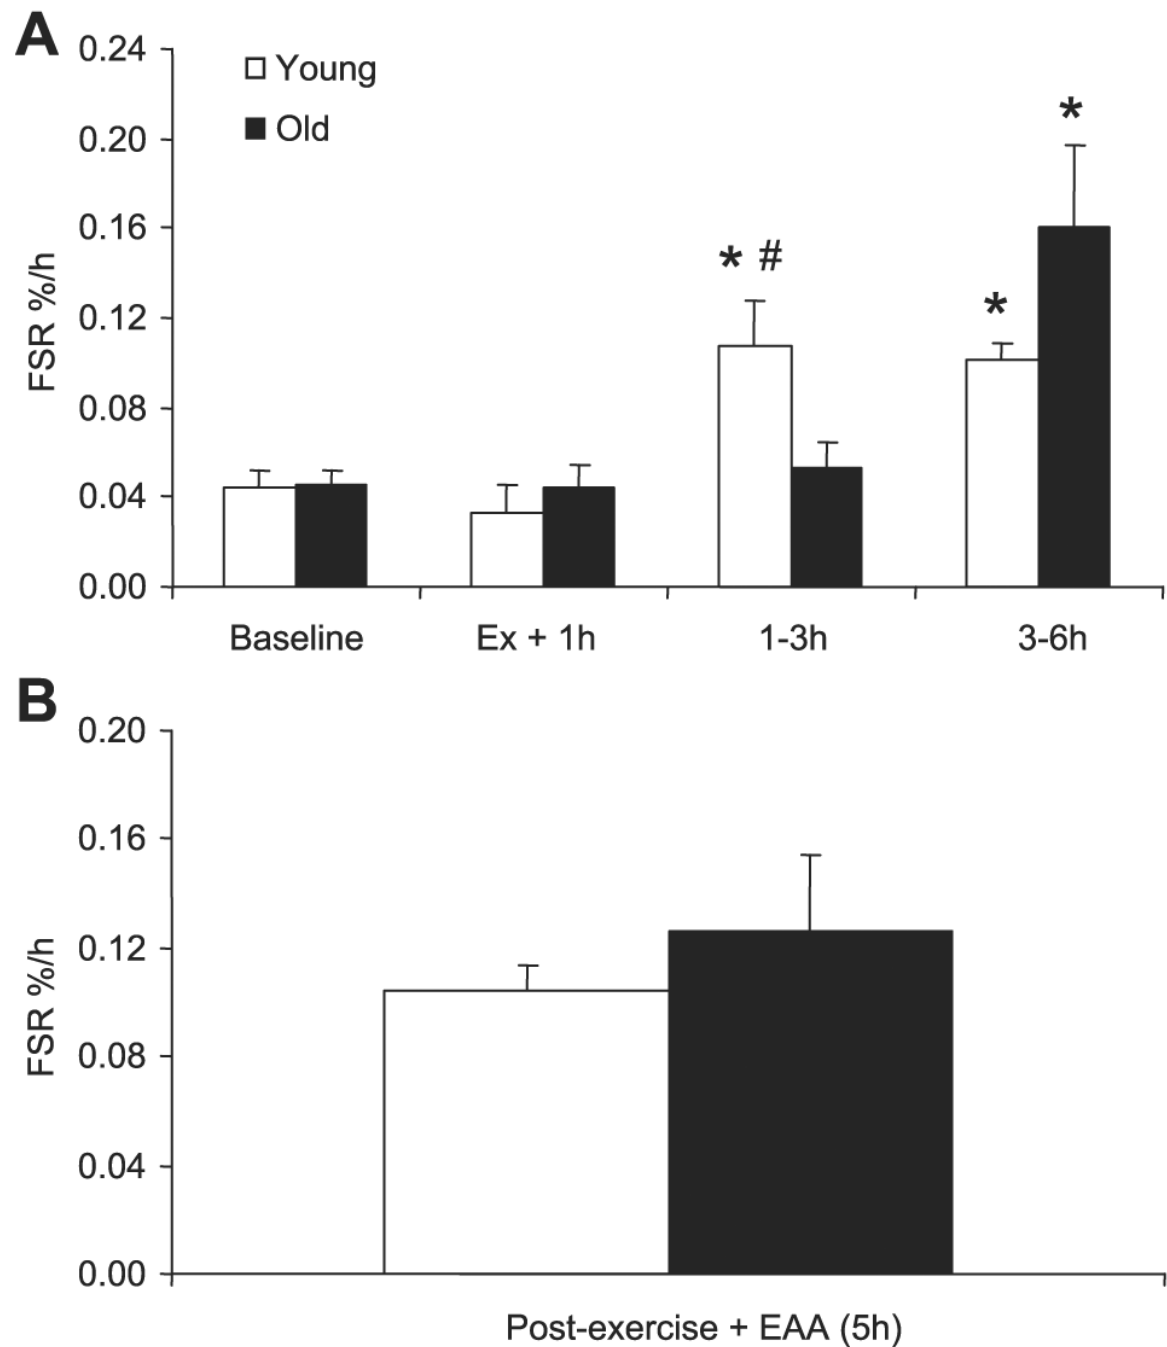 A
0.24
0.20
0.16
0.12
0.08
0.04
0.00
FSR %/h
Young
Old
* #
*
*
Baseline Ex + 1h 1-3h 3-6h
B
0.20
0.16
0.12
0.08
0.04
0.00
FSR %/h
Post-exercise + EAA (5h)